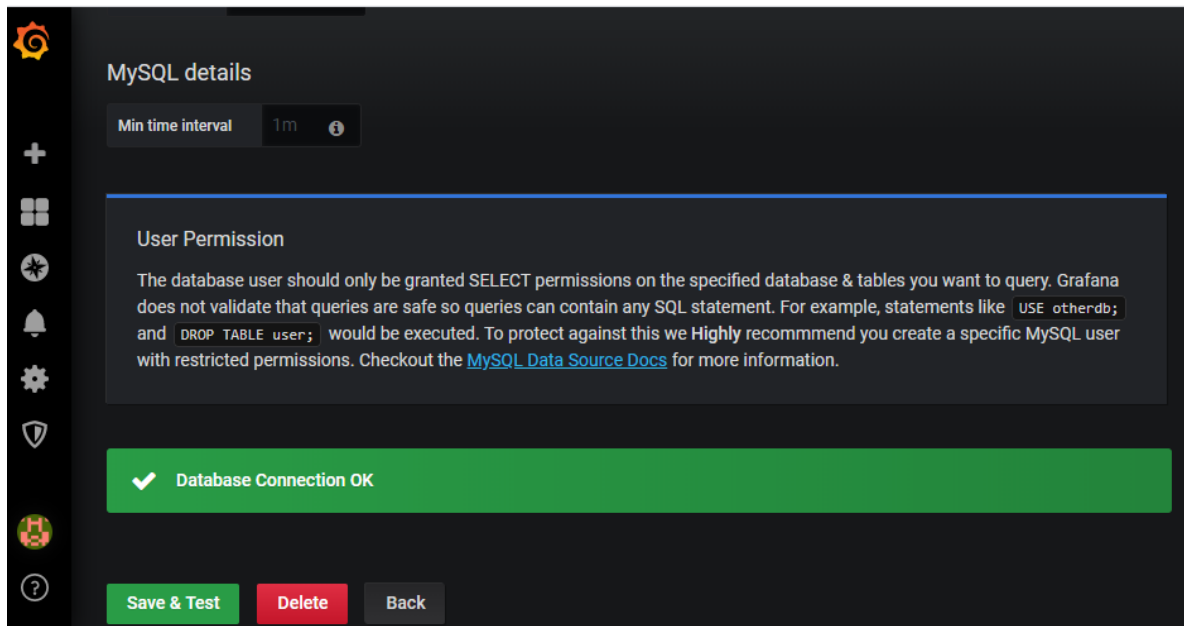 MySQL details
Min time interval 1m
User Permission
The database user should only be granted SELECT permissions on the specified database & tables you want to query. Grafana
does not validate that queries are safe so queries can contain any SQL statement. For example, statements like USE otherdb;
and DROP TABLE user; would be executed. To protect against this we Highly recommmend you create a specific MySQL user
with restricted permissions. Checkout the MySQL Data Source Docs for more information.
Database Connection OK
Save & Test Delete Back